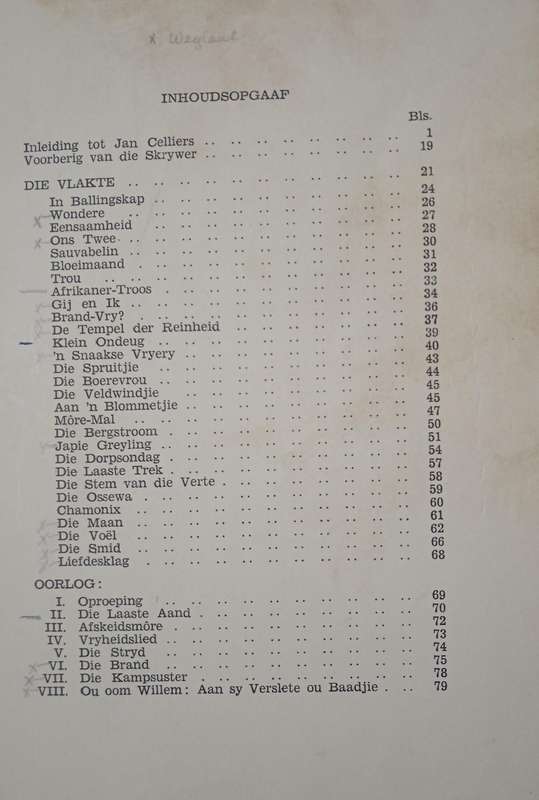 x Weglaat
INHOUDSOPGAAF
Bls.
Inleiding tot Jan Celliers .. .. .. .. .. .. .. .. 1
Voorberig van die Skrywer .. .. .. .. .. .. .. .. 19
DIE VLAKTE .. .. .. .. .. .. .. .. .. .. .. 21
In Ballingskap .. .. .. .. .. .. .. .. .. .. 24
Wondere .. .. .. .. .. .. .. .. .. .. .. 26
Eensaamheid .. .. .. .. .. .. .. .. .. .. 27
Ons Twee .. .. .. .. .. .. .. .. .. .. .. 28
Sauvabelin .. .. .. .. .. .. .. .. .. .. .. 30
Bloeimaand . .. .. .. .. .. .. .. .. .. .. 31
Trou .. .. .. .. .. .. .. .. .. .. .. .. 32
Afrikaner-Troos . .. .. .. .. .. .. .. .. .. 33
Gij en Ik .. .. .. .. .. .. .. .. .. .. .. 34
Brand-Vry? . .. .. .. .. .. .. .. .. .. .. 36
De Tempel der Reinheid .. .. .. .. .. .. .. 37
Klein Ondeug .. .. .. .. .. .. .. .. .. .. 39
'n Snaakse Vryery .. .. .. .. .. .. .. .. .. 40
Die Spruitjie .. .. .. .. .. .. .. .. .. .. 43
Die Boerevrou .. .. .. .. .. .. .. .. .. .. 44
Die Veldwindjie .. .. .. .. .. .. .. .. .. 45
Aan 'n Blommetjie .. .. .. .. .. .. .. .. .. 45
Môre-Mal .. .. .. .. .. .. .. .. .. .. .. 47
Die Bergstroom . .. .. .. .. .. .. .. .. .. 50
Japie Greyling . .. .. .. .. .. .. .. .. .. 51
Die Dorpsondag . .. .. .. .. .. .. .. .. .. 54
Die Laaste Trek . .. .. .. .. .. .. .. .. .. 57
Die Stem van die Verte . .. .. .. .. .. .. .. 58
Die Ossewa . .. .. .. .. .. .. .. .. .. .. 59
Chamonix .. .. .. .. .. .. .. .. .. .. .. 60
Die Maan .. .. .. .. .. .. .. .. .. .. .. 61
Die Voël .. .. .. .. .. .. .. .. .. .. .. 62
Die Smid .. .. .. .. .. .. .. .. .. .. .. 66
Liefdesklag . .. .. .. .. .. .. .. .. .. .. 68
OORLOG:
I. Oproeping .. .. .. .. .. .. .. .. .. .. 69
II. Die Laaste Aand . .. .. .. .. .. .. .. .. 70
III. Afskeidsmôre .. .. .. .. .. .. .. .. .. .. 72
IV. Vryheidslied .. .. .. .. .. .. .. .. .. .. 73
V. Die Stryd .. .. .. .. .. .. .. .. .. .. 74
VI. Die Brand .. .. .. .. .. .. .. .. .. .. 75
VII. Die Kampsuster . .. .. .. .. .. .. .. .. 78
VIII. Ou oom Willem: Aan sy Verslete ou Baadjie . .. 79